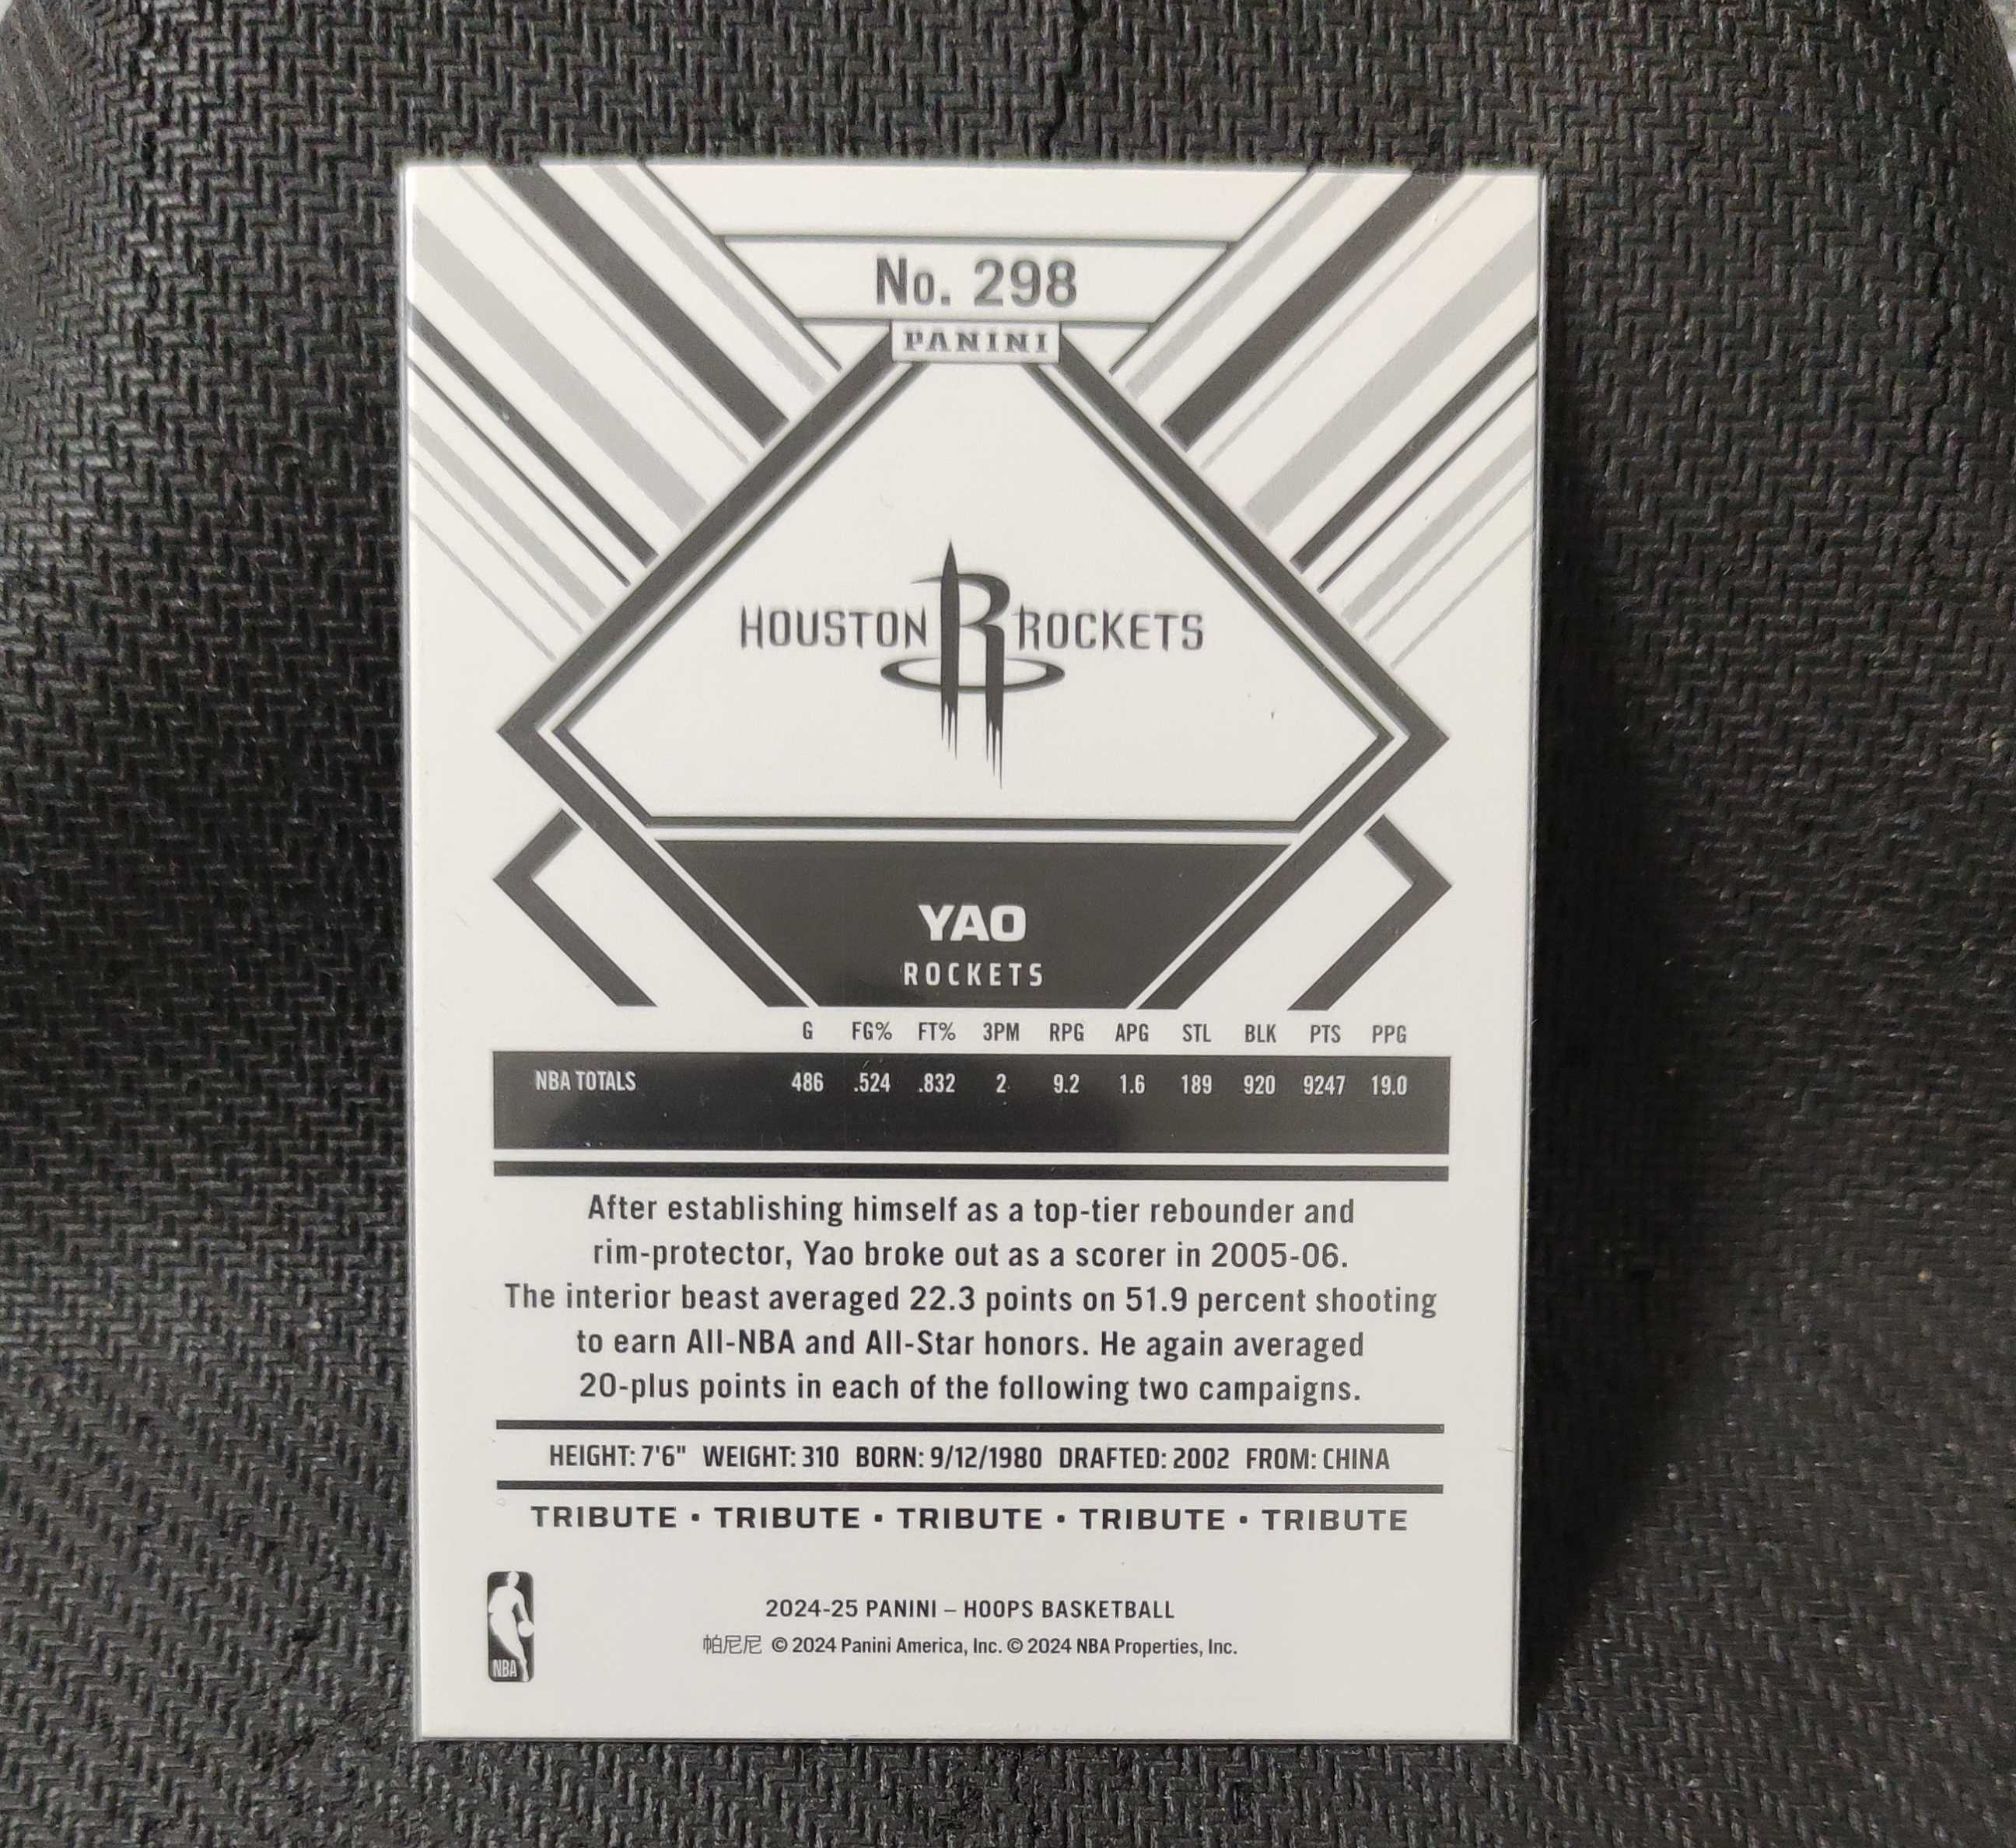 No. 298
PANINI
HOUSTON ROCKETS
YAO
ROCKETS
G FG% FT% 3PM RPG APG STL BLK PTS PPG
NBA TOTALS 486 .524 .832 2 9.2 1.6 189 920 9247 19.0
After establishing himself as a top-tier rebounder and
rim-protector, Yao broke out as a scorer in 2005-06.
The interior beast averaged 22.3 points on 51.9 percent shooting
to earn All-NBA and All-Star honors. He again averaged
20-plus points in each of the following two campaigns.
HEIGHT: 7'6" WEIGHT: 310 BORN: 9/12/1980 DRAFTED: 2002 FROM: CHINA
TRIBUTE • TRIBUTE • TRIBUTE • TRIBUTE • TRIBUTE
2024-25 PANINI – HOOPS BASKETBALL
帕尼尼 © 2024 Panini America, Inc. © 2024 NBA Properties, Inc.
NBA